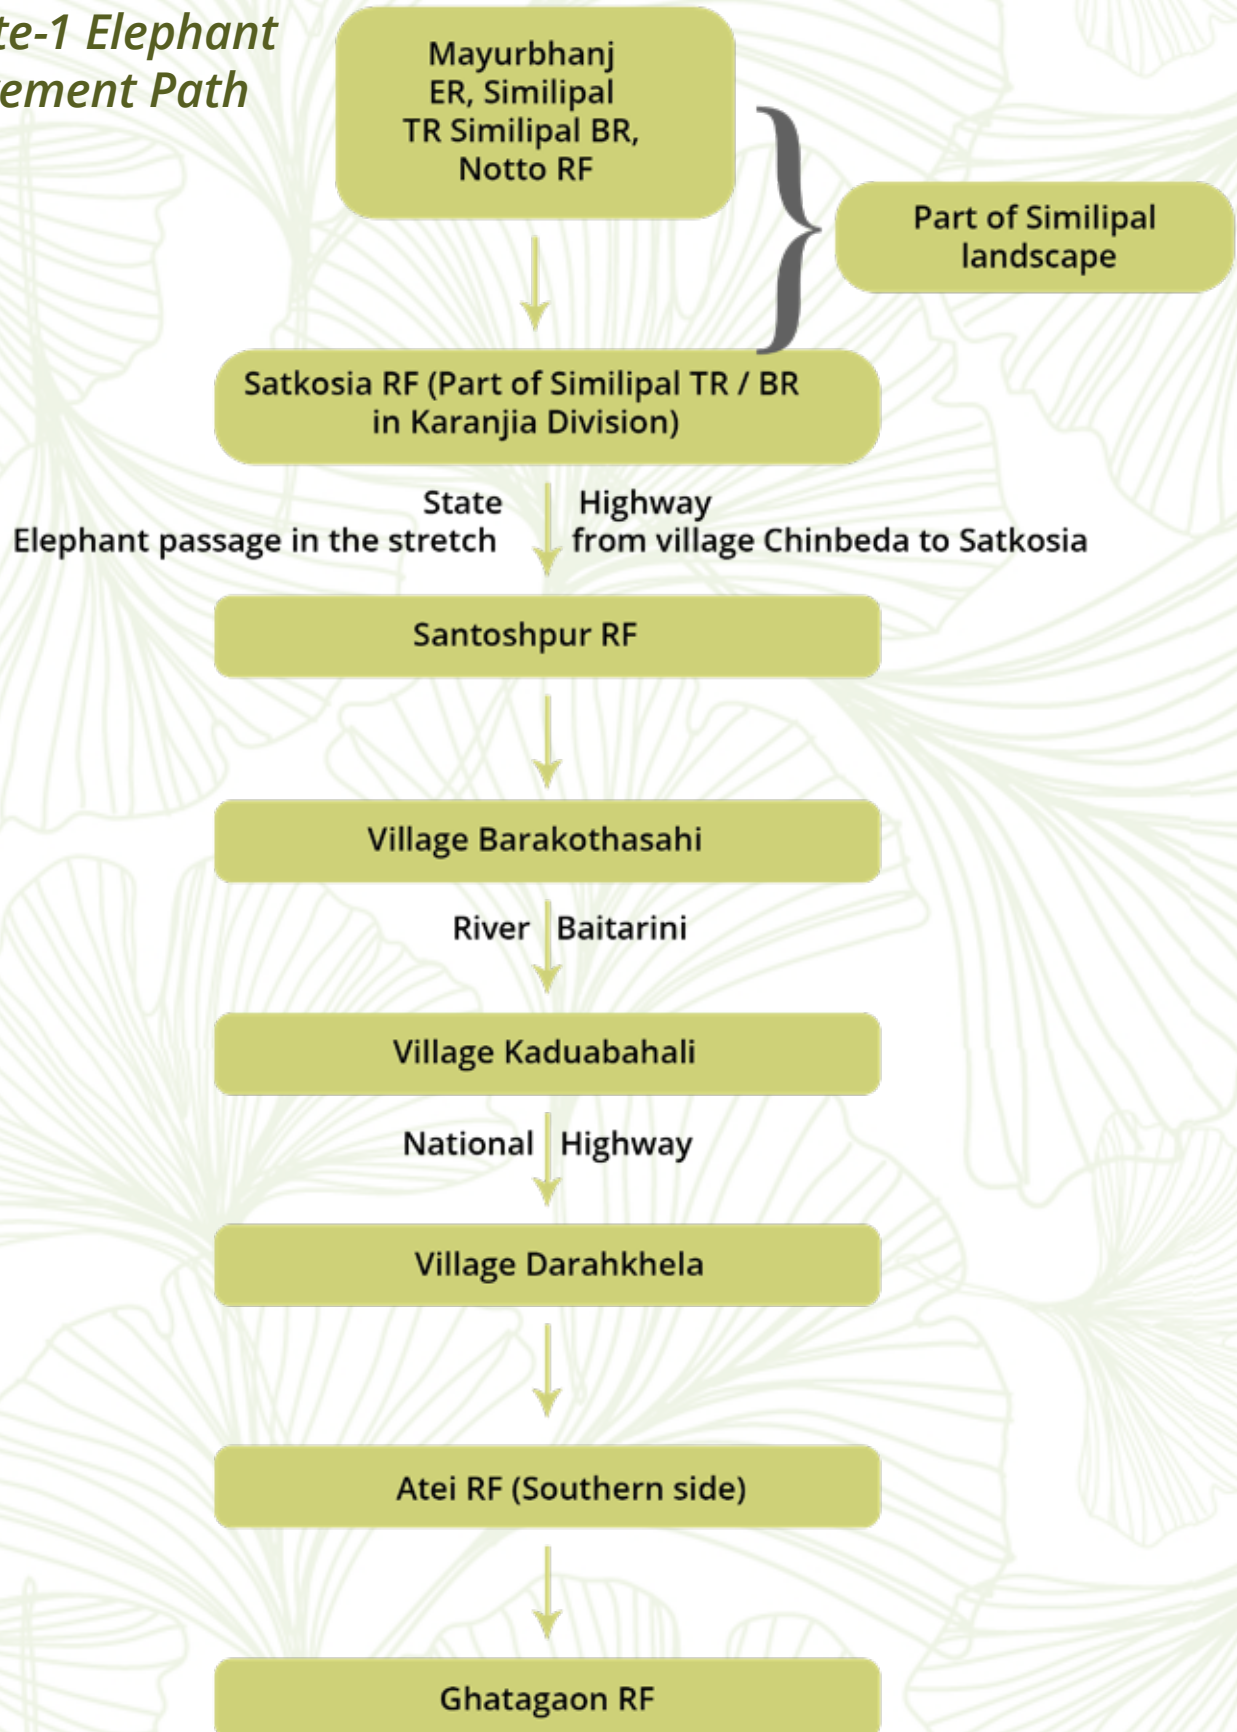 te-1 Elephant
ement Path
Mayurbhanj
ER, Similipal
TR Similipal BR,
Notto RF
Part of Similipal
landscape
Satkosia RF (Part of Similipal TR / BR
in Karanjia Division)
State Highway
Elephant passage in the stretch from village Chinbeda to Satkosia
Santoshpur RF
Village Barakothasahi
River Baitarini
Village Kaduabahali
National Highway
Village Darahkhela
Atei RF (Southern side)
Ghatagaon RF